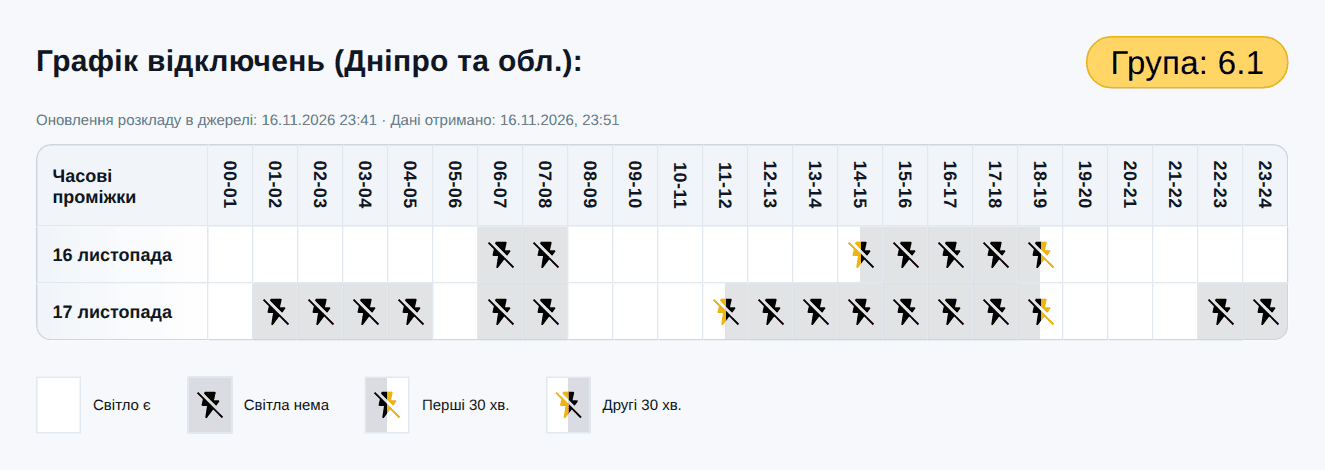 Графік відключень (Дніпро та обл.):
Група: 6.1
Оновлення розкладу в джерелі: 16.11.2026 23:41 · Дані отримано: 16.11.2026, 23:51
Часові
проміжки
00-01
01-02
02-03
03-04
04-05
05-06
06-07
07-08
08-09
09-10
10-11
11-12
12-13
13-14
14-15
15-16
16-17
17-18
18-19
19-20
20-21
21-22
22-23
23-24
16 листопада
17 листопада
Світло є
Світла нема
Перші 30 хв.
Другі 30 хв.